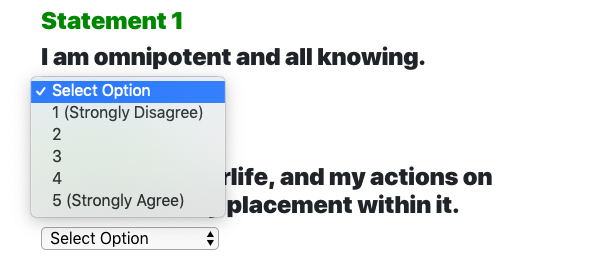 Statement 1
I am omnipotent and all knowing.
✓ Select Option
1 (Strongly Disagree)
2
3
4
5 (Strongly Agree)
, and my actions on
placement within it.
Select Option